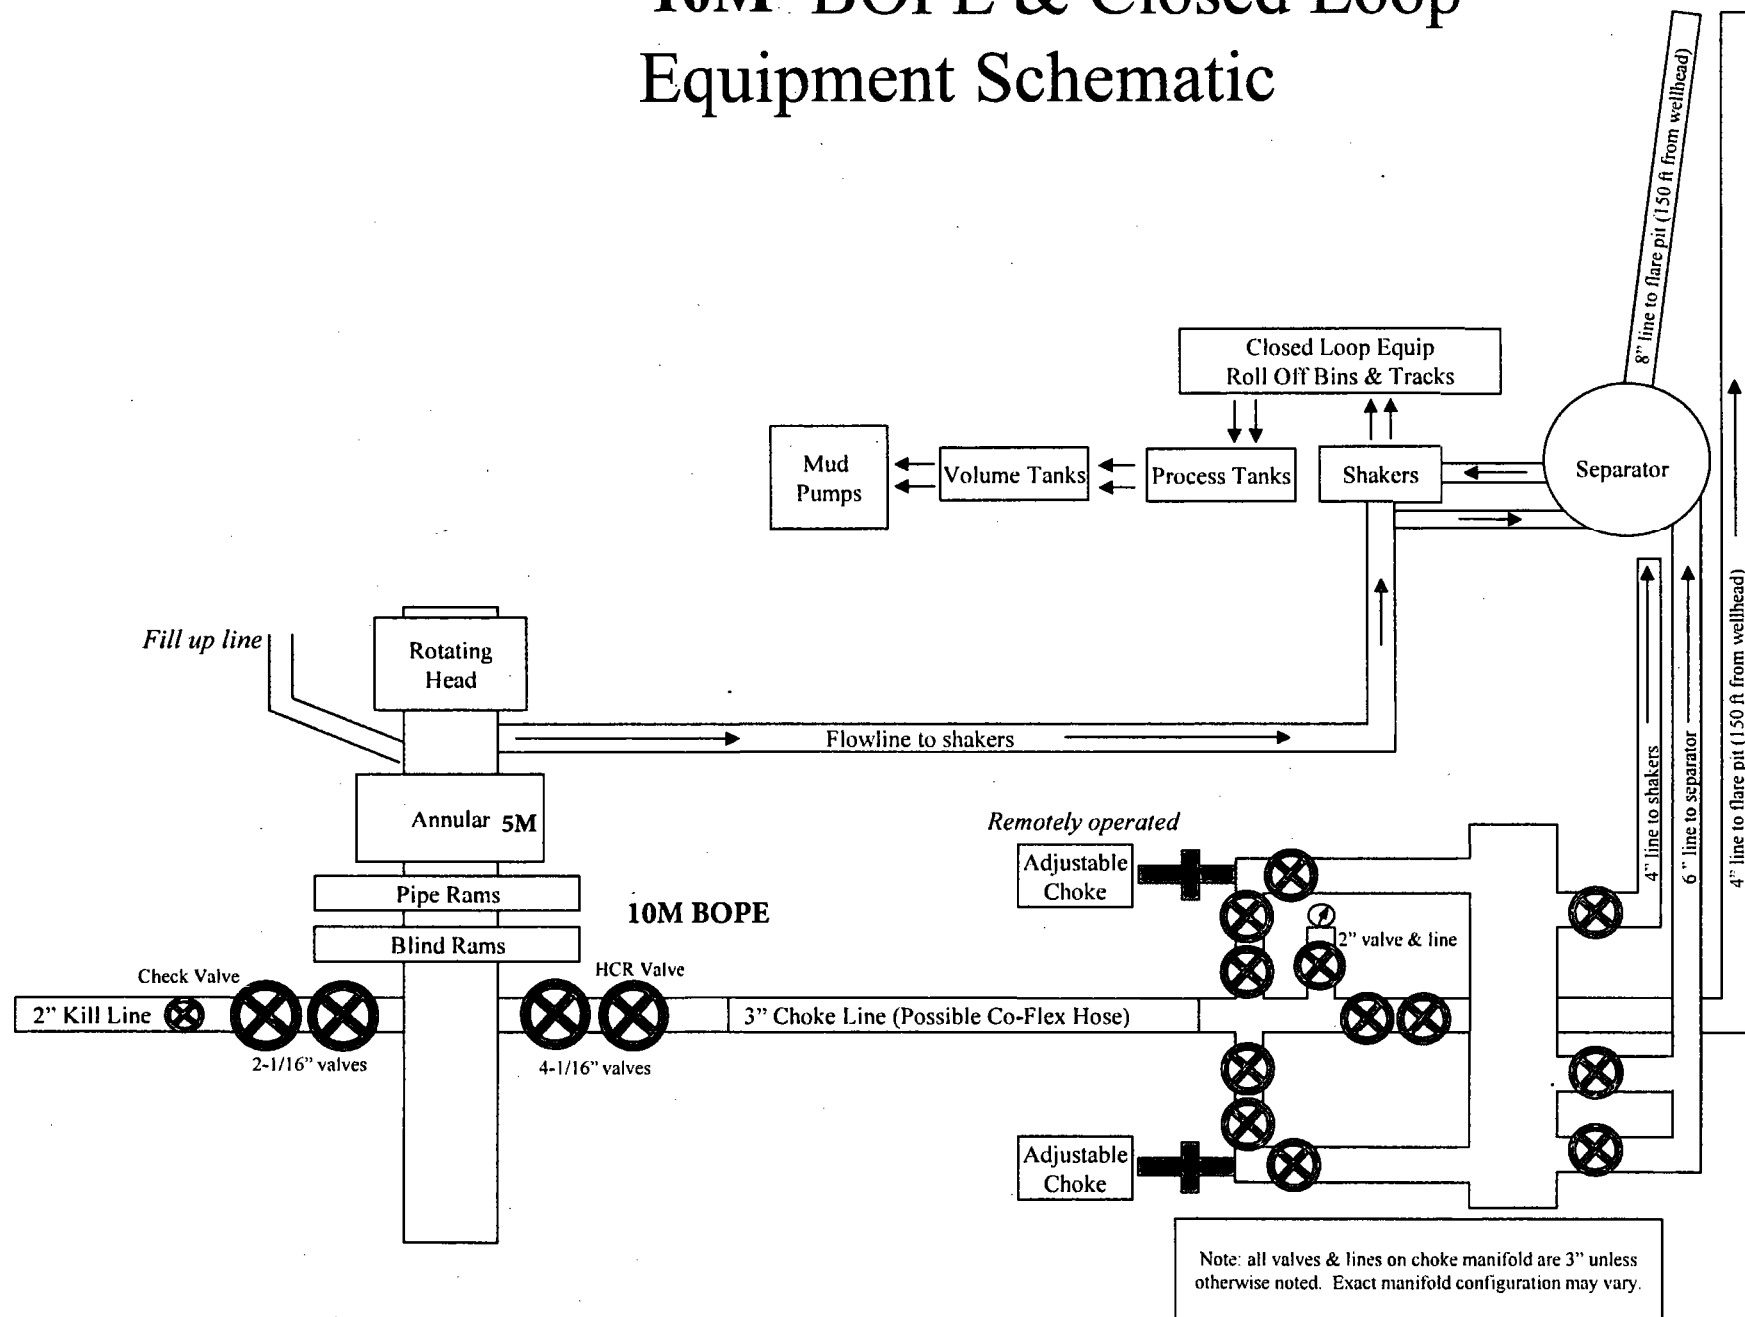 10M BOPE & Closed Loop
Equipment Schematic
8” line to flare pit (150 ft from wellhead)
Closed Loop Equip
Roll Off Bins & Tracks
Mud
Pumps
Volume Tanks
Process Tanks
Shakers
Separator
Fill up line
Rotating
Head
Flowline to shakers
Annular 5M
Pipe Rams
Blind Rams
10M BOPE
Remotely operated
Adjustable
Choke
2” valve & line
4” line to shakers
6” line to separator
4” line to flare pit (150 ft from wellhead)
Check Valve
HCR Valve
2” Kill Line
3” Choke Line (Possible Co-Flex Hose)
2-1/16” valves
4-1/16” valves
Adjustable
Choke
Note: all valves & lines on choke manifold are 3” unless
otherwise noted. Exact manifold configuration may vary.